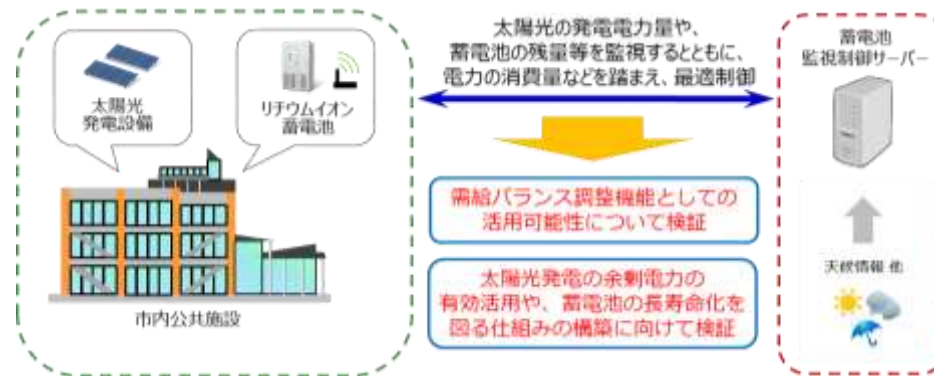 太陽光
発電設備
リチウムイオン
蓄電池
市内公共施設
太陽光の発電電力量や、
蓄電池の残量等を監視するとともに、
電力の消費量などを踏まえ、最適制御
需給バランス調整機能としての
活用可能性について検証
太陽光発電の余剰電力の
有効活用や、蓄電池の長寿命化を
図る仕組みの構築に向けて検証
蓄電池
監視制御サーバー
天候情報 他